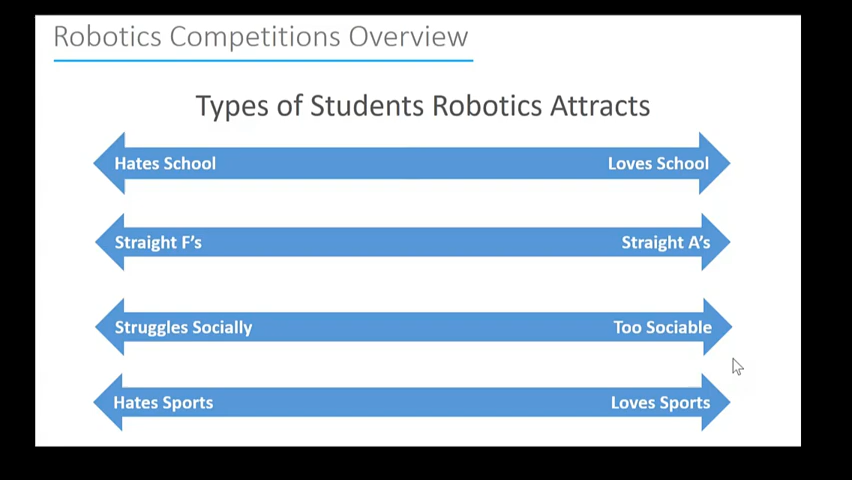 Robotics Competitions Overview
Types of Students Robotics Attracts
Hates School Loves School
Straight F's Straight A's
Struggles Socially Too Sociable
Hates Sports Loves Sports